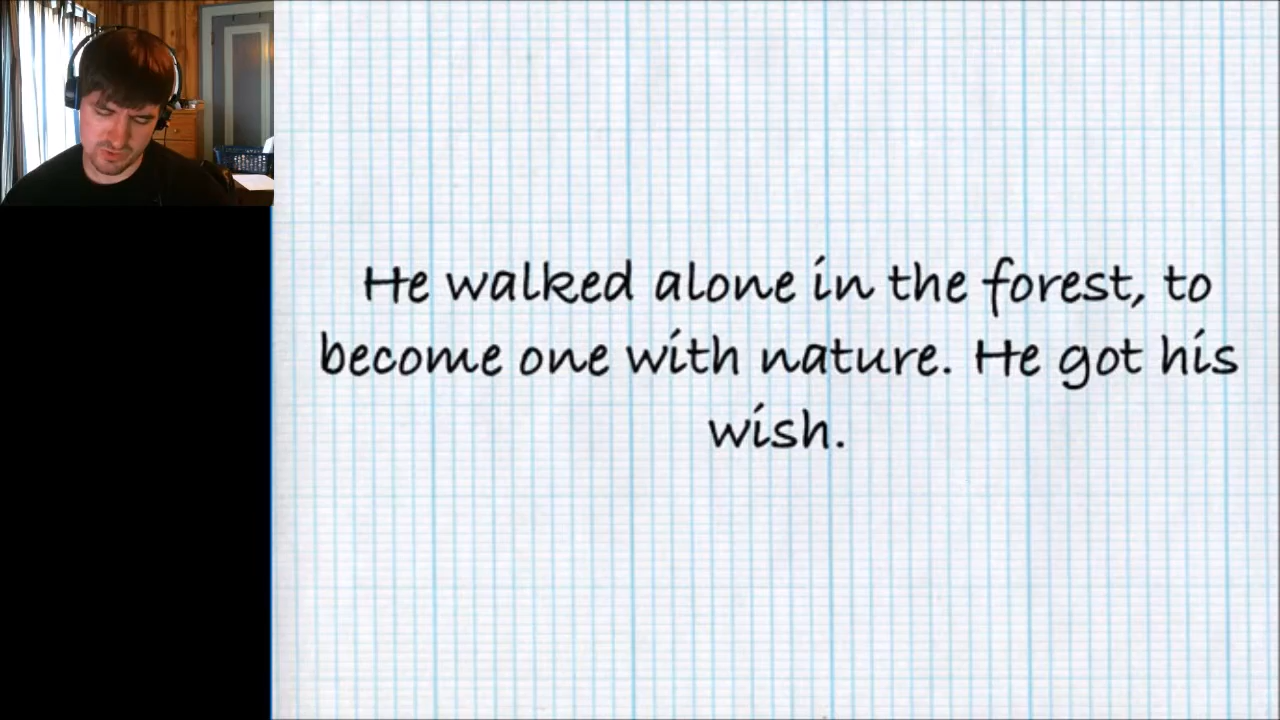 He walked alone in the forest, to
become one with nature. He got his
wish.